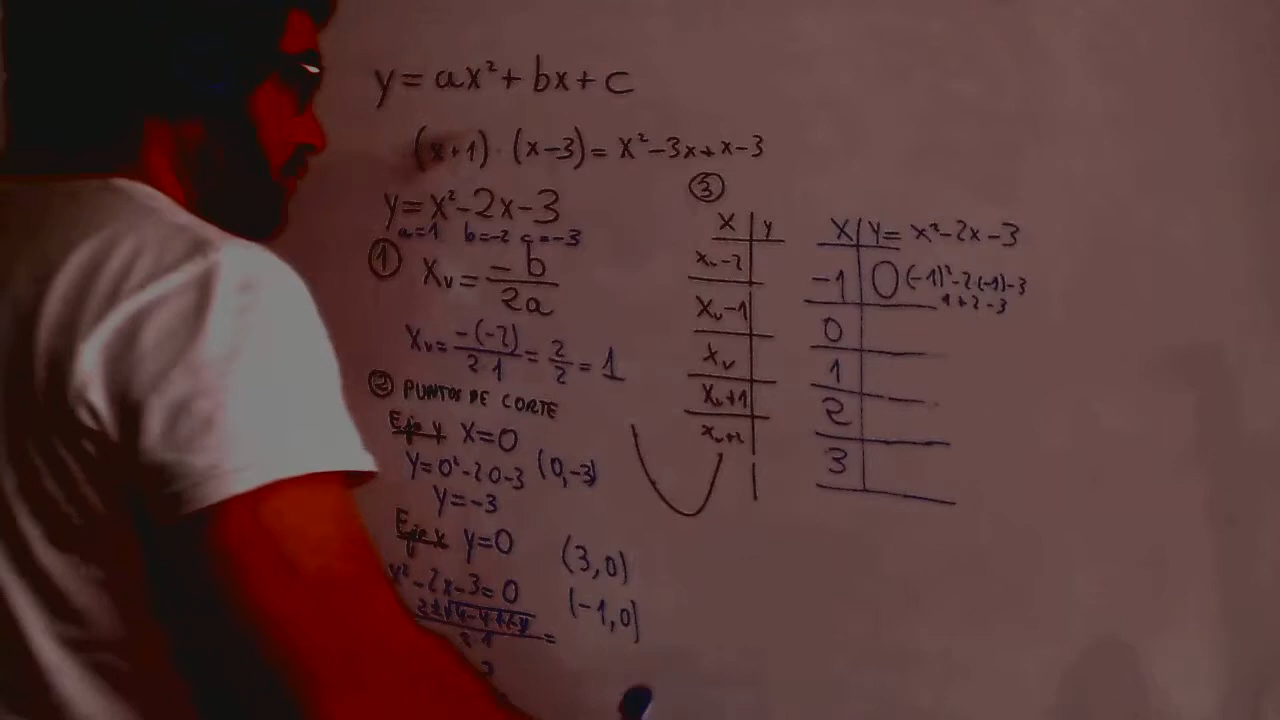 y = ax² + bx + c
(x+1) · (x-3) = x² - 3x + x - 3
y = x² - 2x - 3
a=1 b=-2 c=-3
① Xᵥ = -b / 2a
Xᵥ = -(-2) / 2·1 = 2/2 = 1
② PUNTOS DE CORTE
Eje y x=0
y = 0² - 2·0 - 3 (0,-3)
y = -3
Eje x y=0
x² - 2x - 3 = 0
2·1 =
(3,0)
(-1,0)
③
x | y
xᵥ-2
xᵥ-1
xᵥ
xᵥ+1
xᵥ+2
x | y = x² - 2x - 3
-1 | 0 (-1)² - 2·(-1) - 3
1+2-3
0
1
2
3